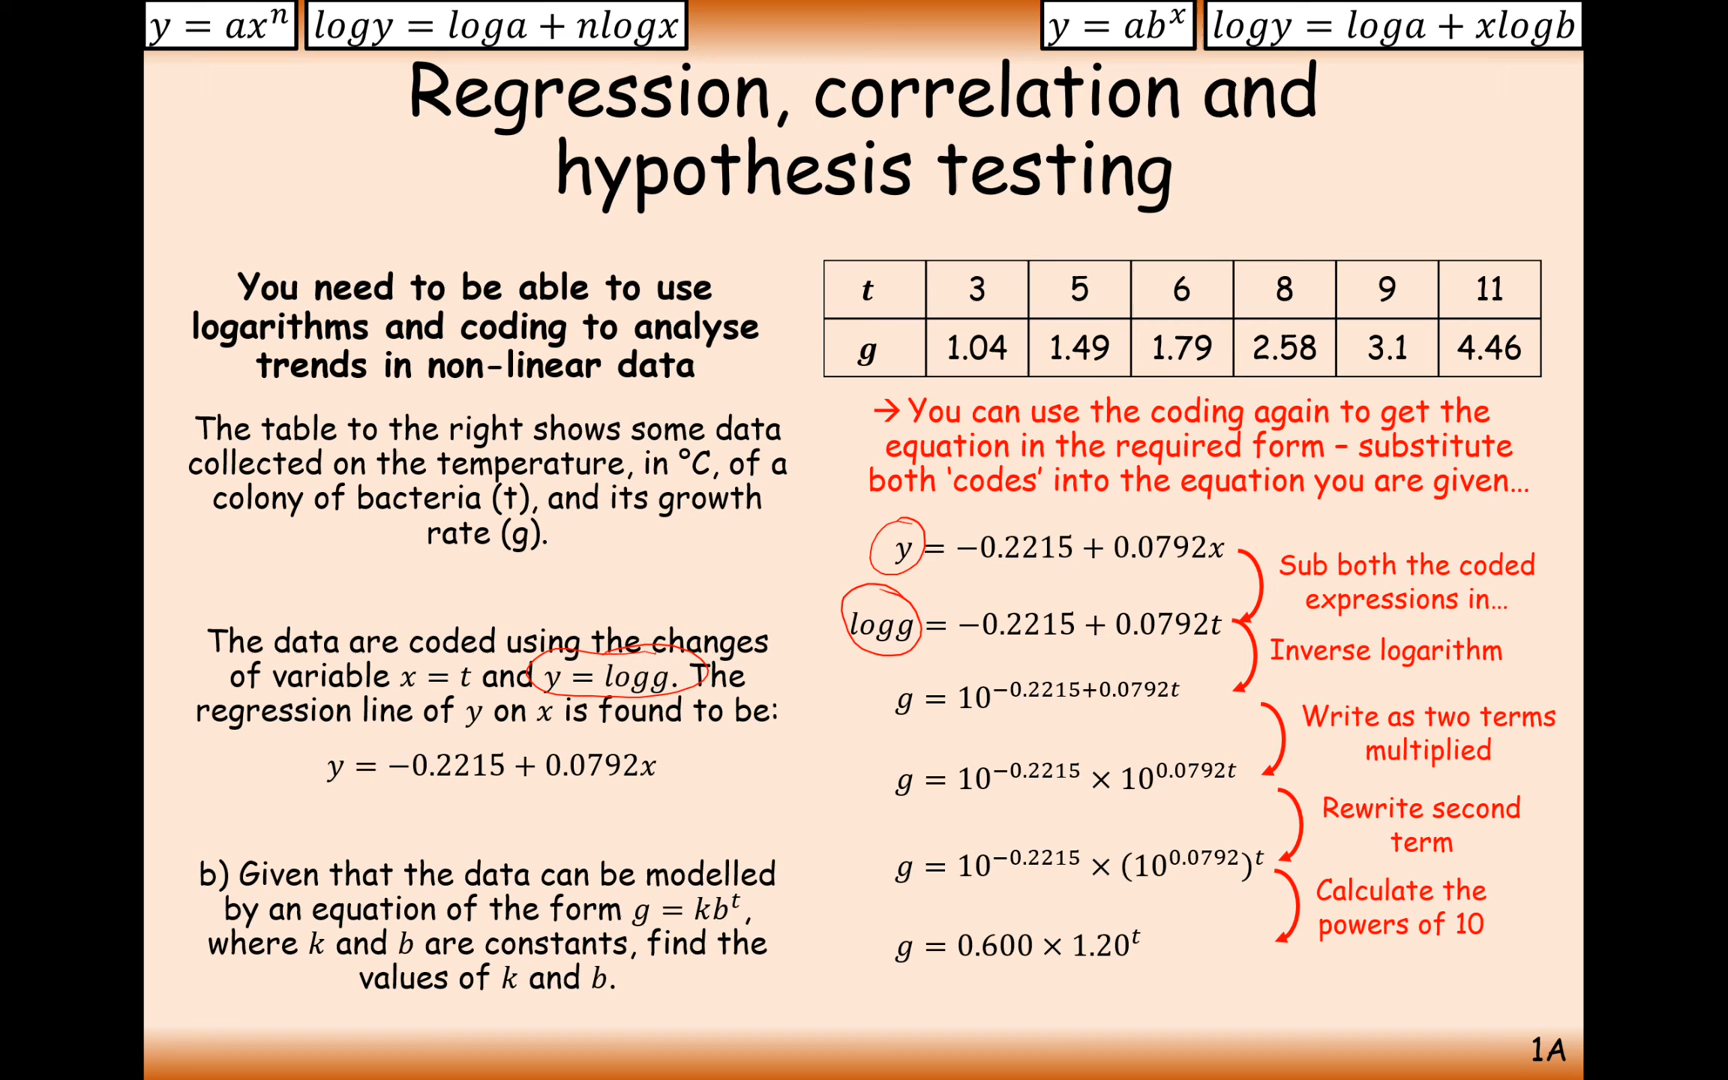 y = axⁿ
logy = loga + nlogx
y = abˣ
logy = loga + xlogb
Regression, correlation and
hypothesis testing
You need to be able to use
logarithms and coding to analyse
trends in non-linear data
The table to the right shows some data
collected on the temperature, in °C, of a
colony of bacteria (t), and its growth
rate (g).
The data are coded using the changes
of variable x = t and y = logg. The
regression line of y on x is found to be:
y = −0.2215 + 0.0792x
b) Given that the data can be modelled
by an equation of the form g = kbᵗ,
where k and b are constants, find the
values of k and b.
t 3 5 6 8 9 11
g 1.04 1.49 1.79 2.58 3.1 4.46
→ You can use the coding again to get the
equation in the required form – substitute
both ‘codes’ into the equation you are given…
y = −0.2215 + 0.0792x
Sub both the coded
expressions in…
logg = −0.2215 + 0.0792t
Inverse logarithm
g = 10^{−0.2215+0.0792t}
Write as two terms
multiplied
g = 10^{−0.2215} × 10^{0.0792t}
Rewrite second
term
g = 10^{−0.2215} × (10^{0.0792})ᵗ
Calculate the
powers of 10
g = 0.600 × 1.20ᵗ
1A